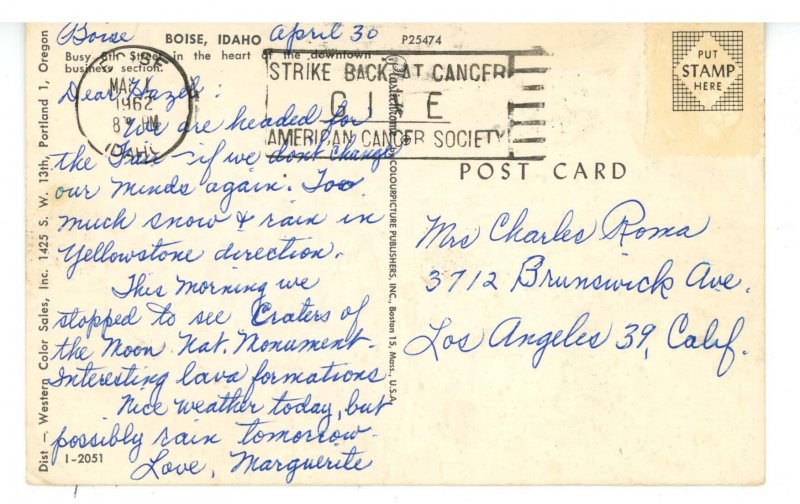 Boise April 30
BOISE, IDAHO P25474
Busy 8th Street in the heart of the downtown
business section.
BOISE
MAY 1
1962
IDAHO
STRIKE BACK AT CANCER
GIVE
AMERICAN CANCER SOCIETY
PUT
STAMP
HERE
POST CARD
Dear Hazel:
We are headed for
the Fair - if we don't change
our minds again. Too
much snow & rain in
Yellowstone direction.
This morning we
stopped to see Craters of
the Moon Nat. Monument-
Interesting lava formations
Nice weather today, but
possibly rain tomorrow.
Love, Marguerite
Mrs Charles Roma
3712 Brunswick Ave.
Los Angeles 39, Calif.
Dist — Western Color Sales, Inc. 1425 S. W. 13th, Portland 1, Oregon
I-2051
Plastichrome by COLOURPICTURE PUBLISHERS, INC., Boston 15, Mass., U.S.A.